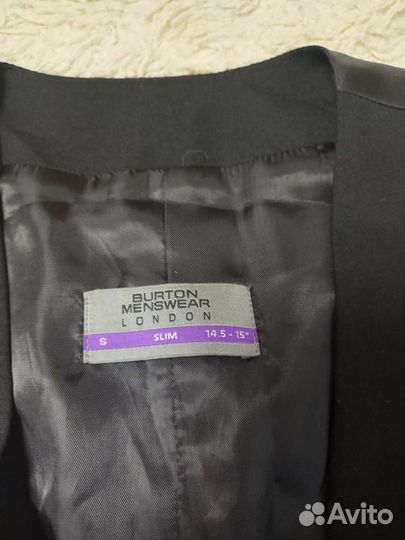 BURTON
MENSWEAR
LONDON
S SLIM 14.5 - 15"
Avito